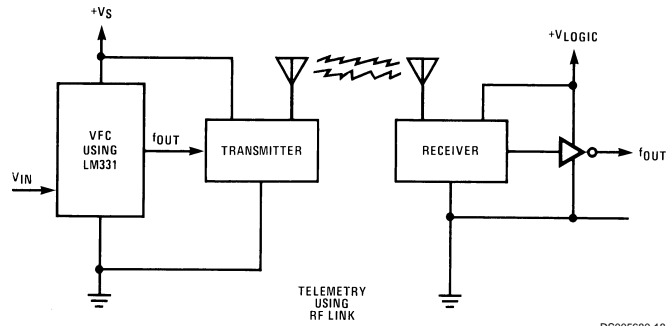 +VS
+VLOGIC
VFC
USING
LM331
fOUT
TRANSMITTER
RECEIVER
fOUT
VIN
TELEMETRY
USING
RF LINK